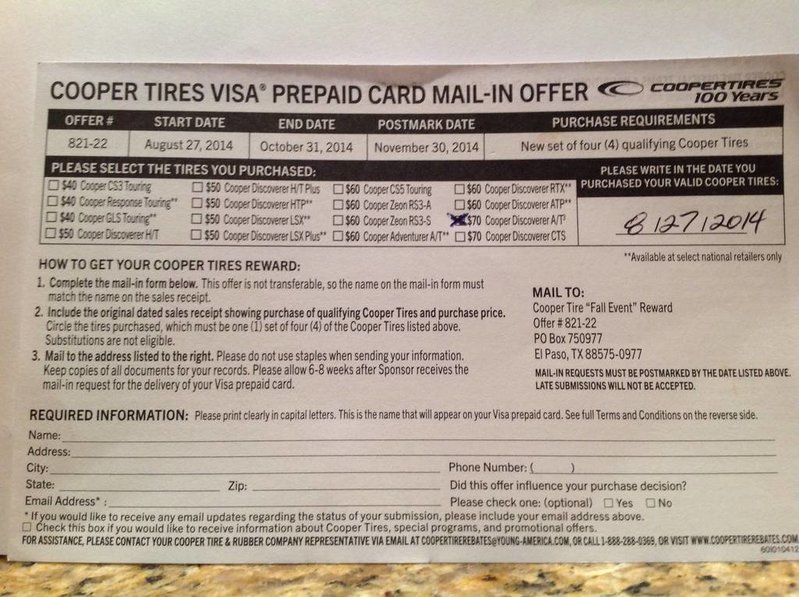 COOPER TIRES VISA® PREPAID CARD MAIL-IN OFFER COOPERTIRES
100 Years
OFFER # START DATE END DATE POSTMARK DATE PURCHASE REQUIREMENTS
821-22 August 27, 2014 October 31, 2014 November 30, 2014 New set of four (4) qualifying Cooper Tires
PLEASE SELECT THE TIRES YOU PURCHASED:
☐ $40 Cooper CS3 Touring ☐ $50 Cooper Discoverer H/T Plus ☐ $60 Cooper CS5 Touring ☐ $60 Cooper Discoverer RTX**
☐ $40 Cooper Response Touring** ☐ $50 Cooper Discoverer HTP** ☐ $60 Cooper Zeon RS3-A ☐ $60 Cooper Discoverer ATP**
☐ $40 Cooper GLS Touring** ☐ $50 Cooper Discoverer LSX** ☐ $60 Cooper Zeon RS3-S ☒ $70 Cooper Discoverer A/T³
☐ $50 Cooper Discoverer H/T ☐ $50 Cooper Discoverer LSX Plus** ☐ $60 Cooper Adventurer A/T** ☐ $70 Cooper Discoverer CTS
PLEASE WRITE IN THE DATE YOU
PURCHASED YOUR VALID COOPER TIRES:
8/27/2014
**Available at select national retailers only
HOW TO GET YOUR COOPER TIRES REWARD:
1. Complete the mail-in form below. This offer is not transferable, so the name on the mail-in form must
match the name on the sales receipt.
2. Include the original dated sales receipt showing purchase of qualifying Cooper Tires and purchase price.
Circle the tires purchased, which must be one (1) set of four (4) of the Cooper Tires listed above.
Substitutions are not eligible.
3. Mail to the address listed to the right. Please do not use staples when sending your information.
Keep copies of all documents for your records. Please allow 6-8 weeks after Sponsor receives the
mail-in request for the delivery of your Visa prepaid card.
MAIL TO:
Cooper Tire "Fall Event" Reward
Offer # 821-22
PO Box 750977
El Paso, TX 88575-0977
MAIL-IN REQUESTS MUST BE POSTMARKED BY THE DATE LISTED ABOVE.
LATE SUBMISSIONS WILL NOT BE ACCEPTED.
REQUIRED INFORMATION: Please print clearly in capital letters. This is the name that will appear on your Visa prepaid card. See full Terms and Conditions on the reverse side.
Name:
Address:
City: Phone Number: ( )
State: Zip: Did this offer influence your purchase decision?
Email Address* : Please check one: (optional) ☐ Yes ☐ No
* If you would like to receive any email updates regarding the status of your submission, please include your email address above.
☐ Check this box if you would like to receive information about Cooper Tires, special programs, and promotional offers.
FOR ASSISTANCE, PLEASE CONTACT YOUR COOPER TIRE & RUBBER COMPANY REPRESENTATIVE VIA EMAIL AT COOPERTIREREBATES@YOUNG-AMERICA.COM, OR CALL 1-888-288-0369, OR VISIT WWW.COOPERTIREREBATES.COM
60I010412